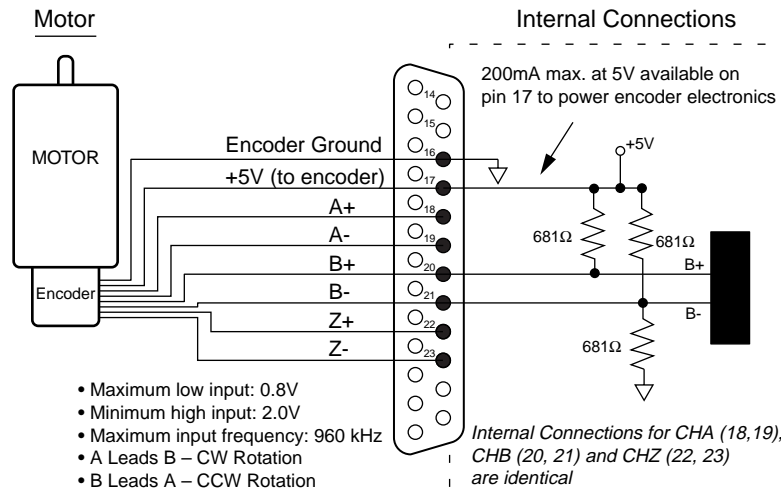 Motor
Internal Connections
200mA max. at 5V available on
pin 17 to power encoder electronics
MOTOR
Encoder
Encoder Ground
+5V (to encoder)
A+
A-
B+
B-
Z+
Z-
14
15
16
17
18
19
20
21
22
23
+5V
681Ω
681Ω
B+
B-
681Ω
• Maximum low input: 0.8V
• Minimum high input: 2.0V
• Maximum input frequency: 960 kHz
• A Leads B – CW Rotation
• B Leads A – CCW Rotation
Internal Connections for CHA (18,19),
CHB (20, 21) and CHZ (22, 23)
are identical